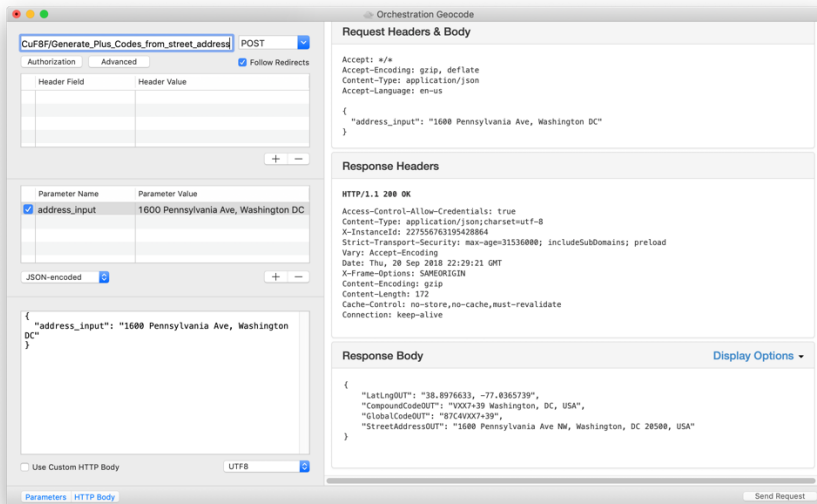 Orchestration Geocode
CuF8F/Generate_Plus_Codes_from_street_address
POST
Authorization
Advanced
Follow Redirects
Header Field
Header Value
+ −
Parameter Name
Parameter Value
address_input
1600 Pennsylvania Ave, Washington DC
JSON-encoded
+ −
{
"address_input": "1600 Pennsylvania Ave, Washington
DC"
}
Use Custom HTTP Body
UTF8
Parameters
HTTP Body
Request Headers & Body
Accept: */*
Accept-Encoding: gzip, deflate
Content-Type: application/json
Accept-Language: en-us
{
"address_input": "1600 Pennsylvania Ave, Washington DC"
}
Response Headers
HTTP/1.1 200 OK
Access-Control-Allow-Credentials: true
Content-Type: application/json;charset=utf-8
X-InstanceId: 227556763195428864
Strict-Transport-Security: max-age=31536000; includeSubDomains; preload
Vary: Accept-Encoding
Date: Thu, 20 Sep 2018 22:29:21 GMT
X-Frame-Options: SAMEORIGIN
Content-Encoding: gzip
Content-Length: 172
Cache-Control: no-store,no-cache,must-revalidate
Connection: keep-alive
Response Body
Display Options
{
"LatLngOUT": "38.8976633, -77.0365739",
"CompoundCodeOUT": "VXX7+39 Washington, DC, USA",
"GlobalCodeOUT": "87C4VXX7+39",
"StreetAddressOUT": "1600 Pennsylvania Ave NW, Washington, DC 20500, USA"
}
Send Request